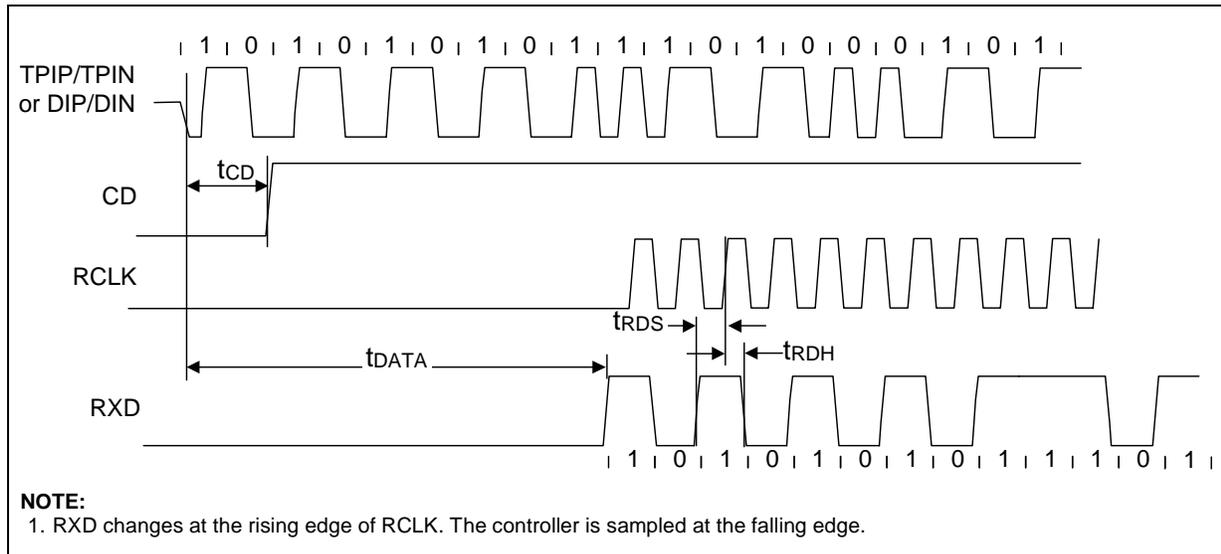 1 0 1 0 1 0 1 0 1 1 1 0 1 0 0 0 1 0 1
TPIP/TPIN
or DIP/DIN
tCD
CD
RCLK
tRDS
tRDH
tDATA
RXD
1 0 1 0 1 0 1 0 1 1 1 0 1
NOTE:
1. RXD changes at the rising edge of RCLK. The controller is sampled at the falling edge.